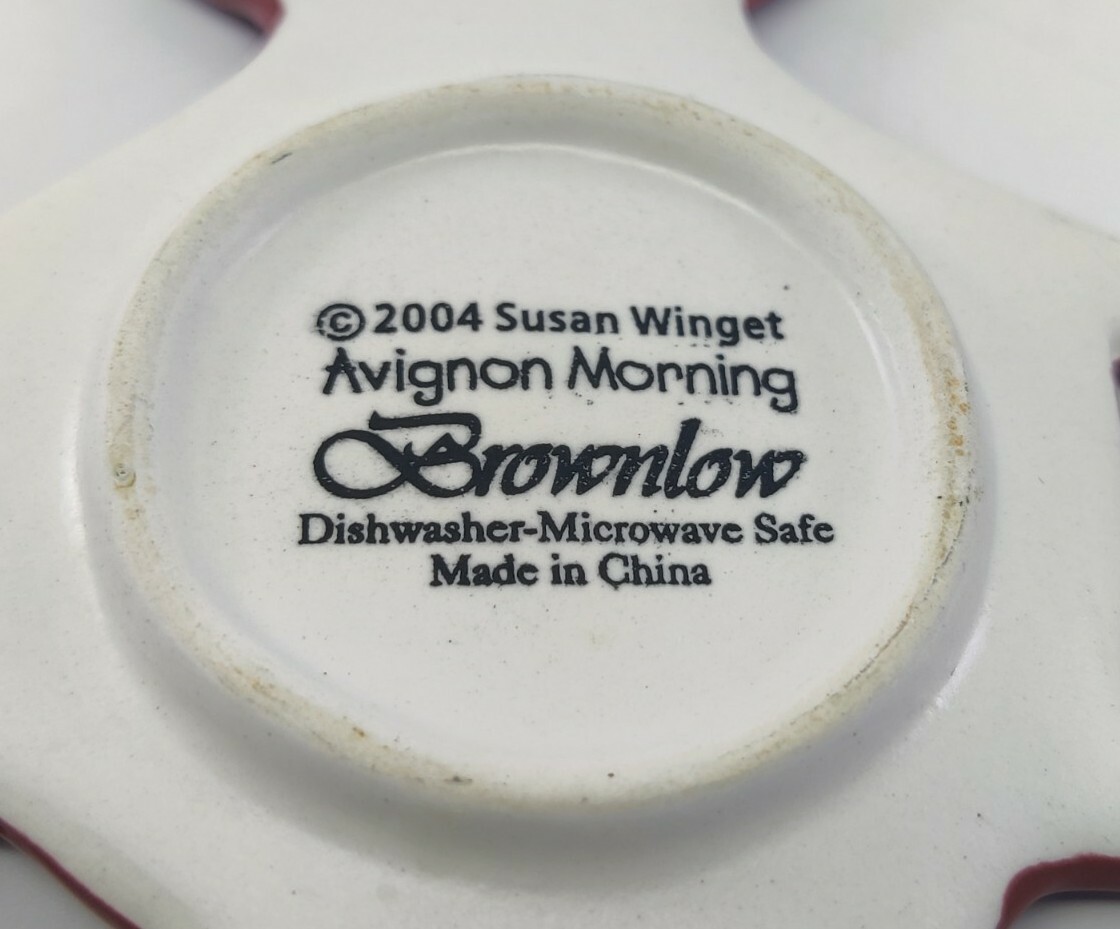 © 2004 Susan Winget
Avignon Morning
Brownlow
Dishwasher-Microwave Safe
Made in China